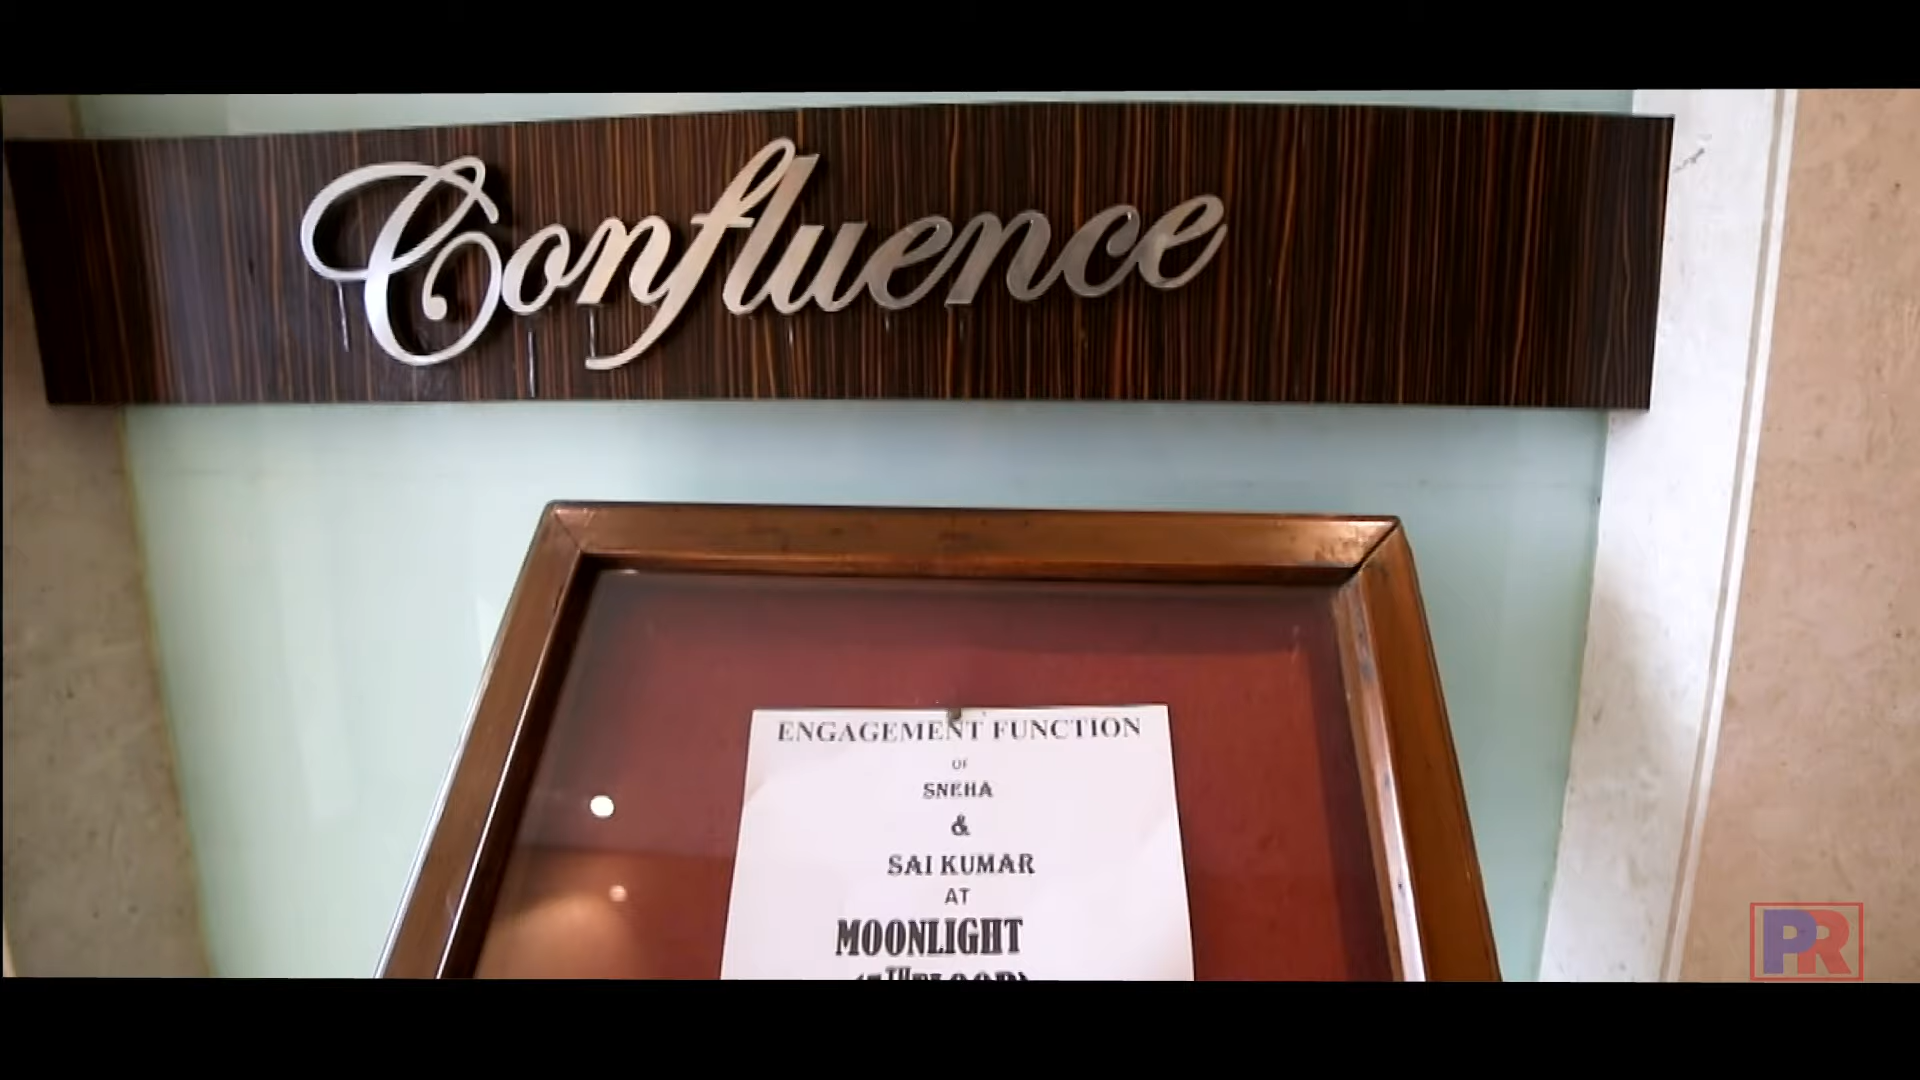 Confluence
ENGAGEMENT FUNCTION
OF
SNEHA
&
SAI KUMAR
AT
MOONLIGHT
PR